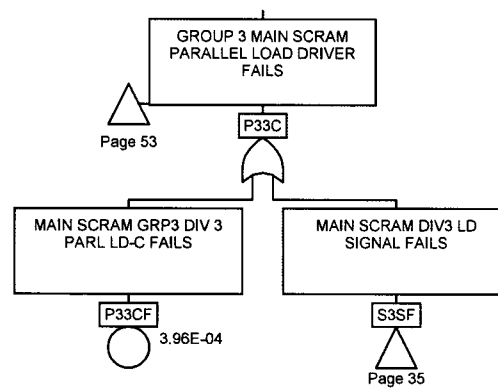 GROUP 3 MAIN SCRAM
PARALLEL LOAD DRIVER
FAILS
Page 53
P33C
MAIN SCRAM GRP3 DIV 3
PARL LD-C FAILS
MAIN SCRAM DIV3 LD
SIGNAL FAILS
P33CF
3.96E-04
S3SF
Page 35